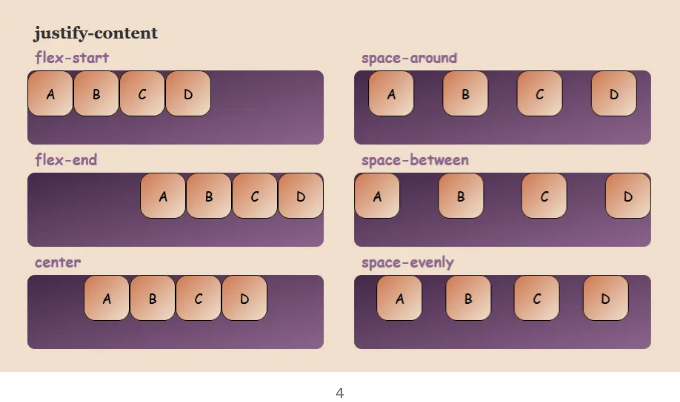 justify-content
flex-start
A B C D
flex-end
A B C D
center
A B C D
space-around
A B C D
space-between
A B C D
space-evenly
A B C D
4